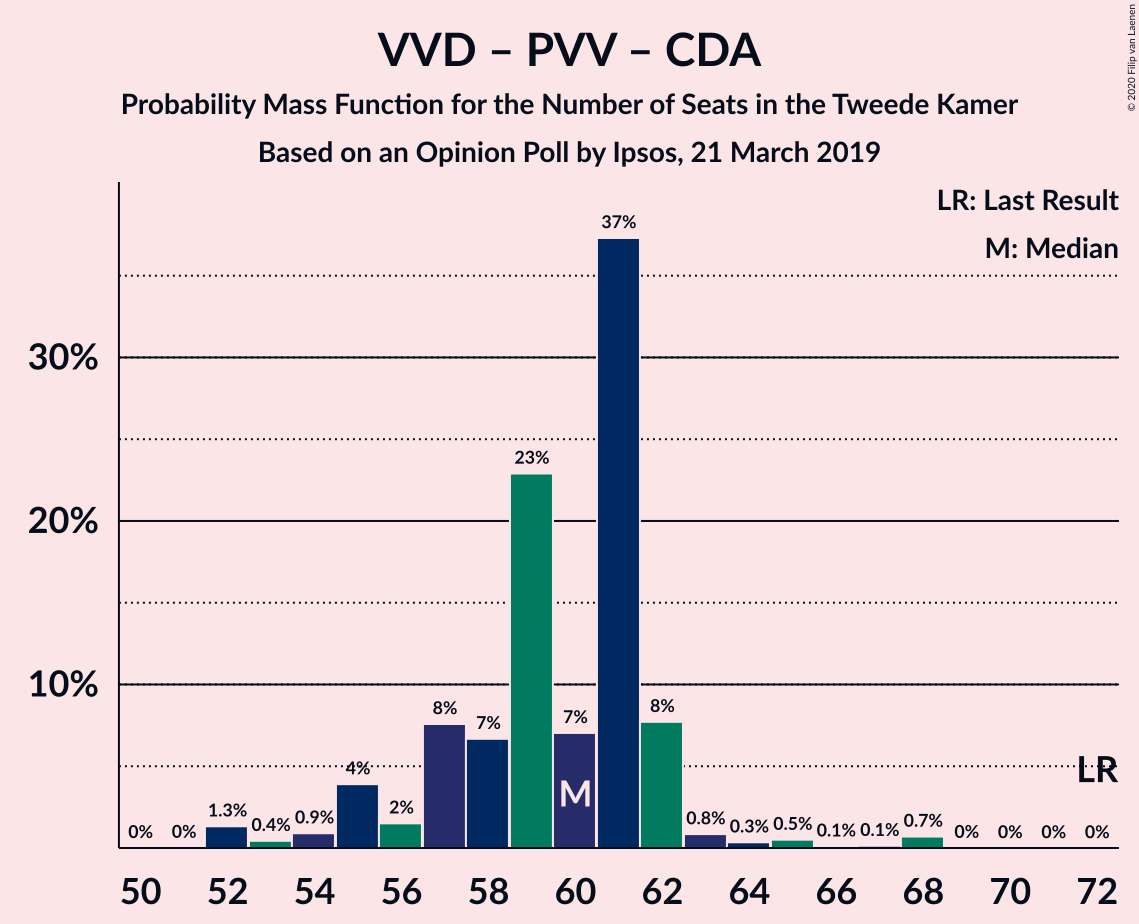 VVD – PVV – CDA
Probability Mass Function for the Number of Seats in the Tweede Kamer
Based on an Opinion Poll by Ipsos, 21 March 2019
© 2020 Filip van Laenen
LR: Last Result
M: Median
30%
20%
10%
0% 0% 1.3% 0.4% 0.9% 4% 2% 8% 7% 23% 7% 37% 8% 0.8% 0.3% 0.5% 0.1% 0.1% 0.7% 0% 0% 0% 0%
M
LR
50 52 54 56 58 60 62 64 66 68 70 72